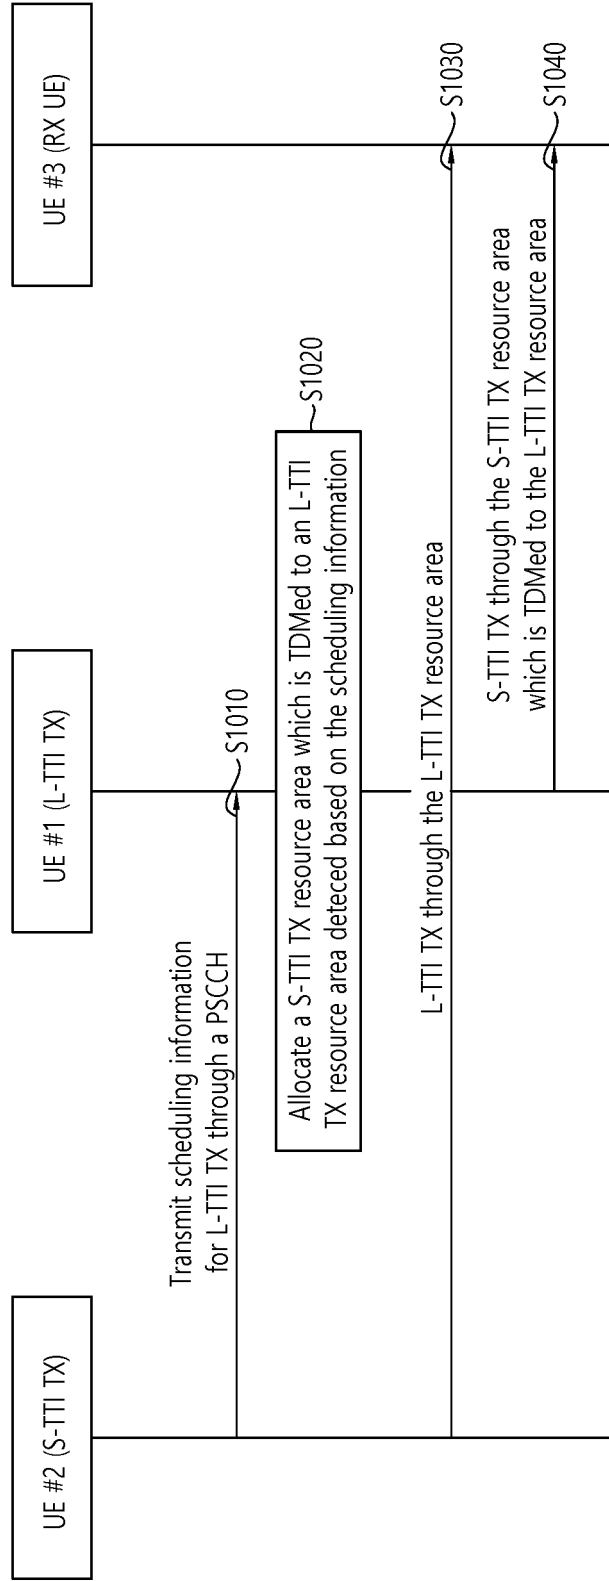 UE #2 (S-TTI TX)
UE #1 (L-TTI TX)
UE #3 (RX UE)
Transmit scheduling information
for L-TTI TX through a PSCCH
S1010
Allocate a S-TTI TX resource area which is TDMed to an L-TTI
TX resource area deteced based on the scheduling information
S1020
L-TTI TX through the L-TTI TX resource area
S1030
S-TTI TX through the S-TTI TX resource area
which is TDMed to the L-TTI TX resource area
S1040